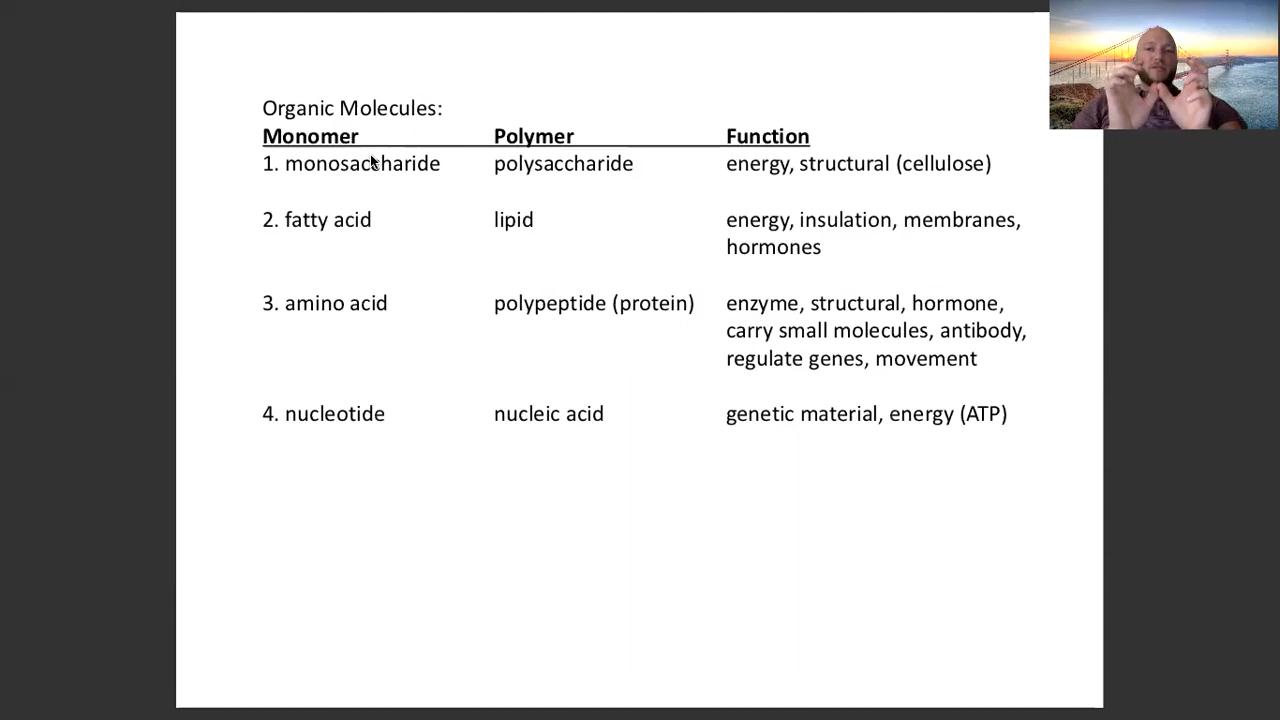 Organic Molecules:
Monomer Polymer Function
1. monosaccharide polysaccharide energy, structural (cellulose)
2. fatty acid lipid energy, insulation, membranes,
hormones
3. amino acid polypeptide (protein) enzyme, structural, hormone,
carry small molecules, antibody,
regulate genes, movement
4. nucleotide nucleic acid genetic material, energy (ATP)